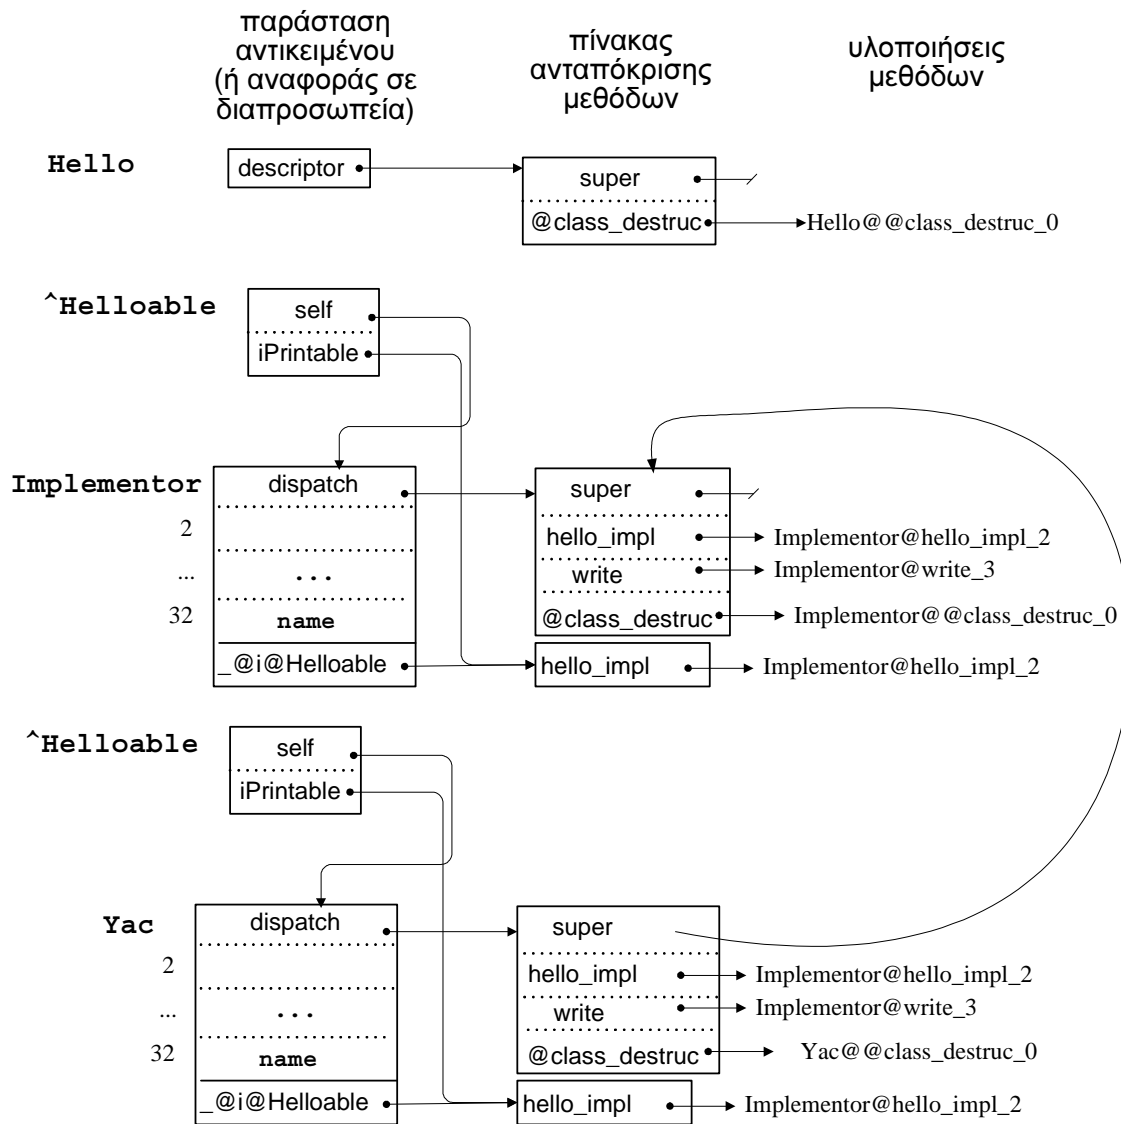 παράσταση
αντικειμένου
(ή αναφοράς σε
διαπροσωπεία)
πίνακας
ανταπόκρισης
μεθόδων
υλοποιήσεις
μεθόδων
Hello
descriptor
super
@class_destruc
Hello@@class_destruc_0
^Helloable
self
iPrintable
Implementor
dispatch
super
2
hello_impl
Implementor@hello_impl_2
...
...
write
Implementor@write_3
32
name
@class_destruc
Implementor@@class_destruc_0
_@i@Helloable
hello_impl
Implementor@hello_impl_2
^Helloable
self
iPrintable
Yac
dispatch
super
2
hello_impl
Implementor@hello_impl_2
...
...
write
Implementor@write_3
32
name
@class_destruc
Yac@@class_destruc_0
_@i@Helloable
hello_impl
Implementor@hello_impl_2